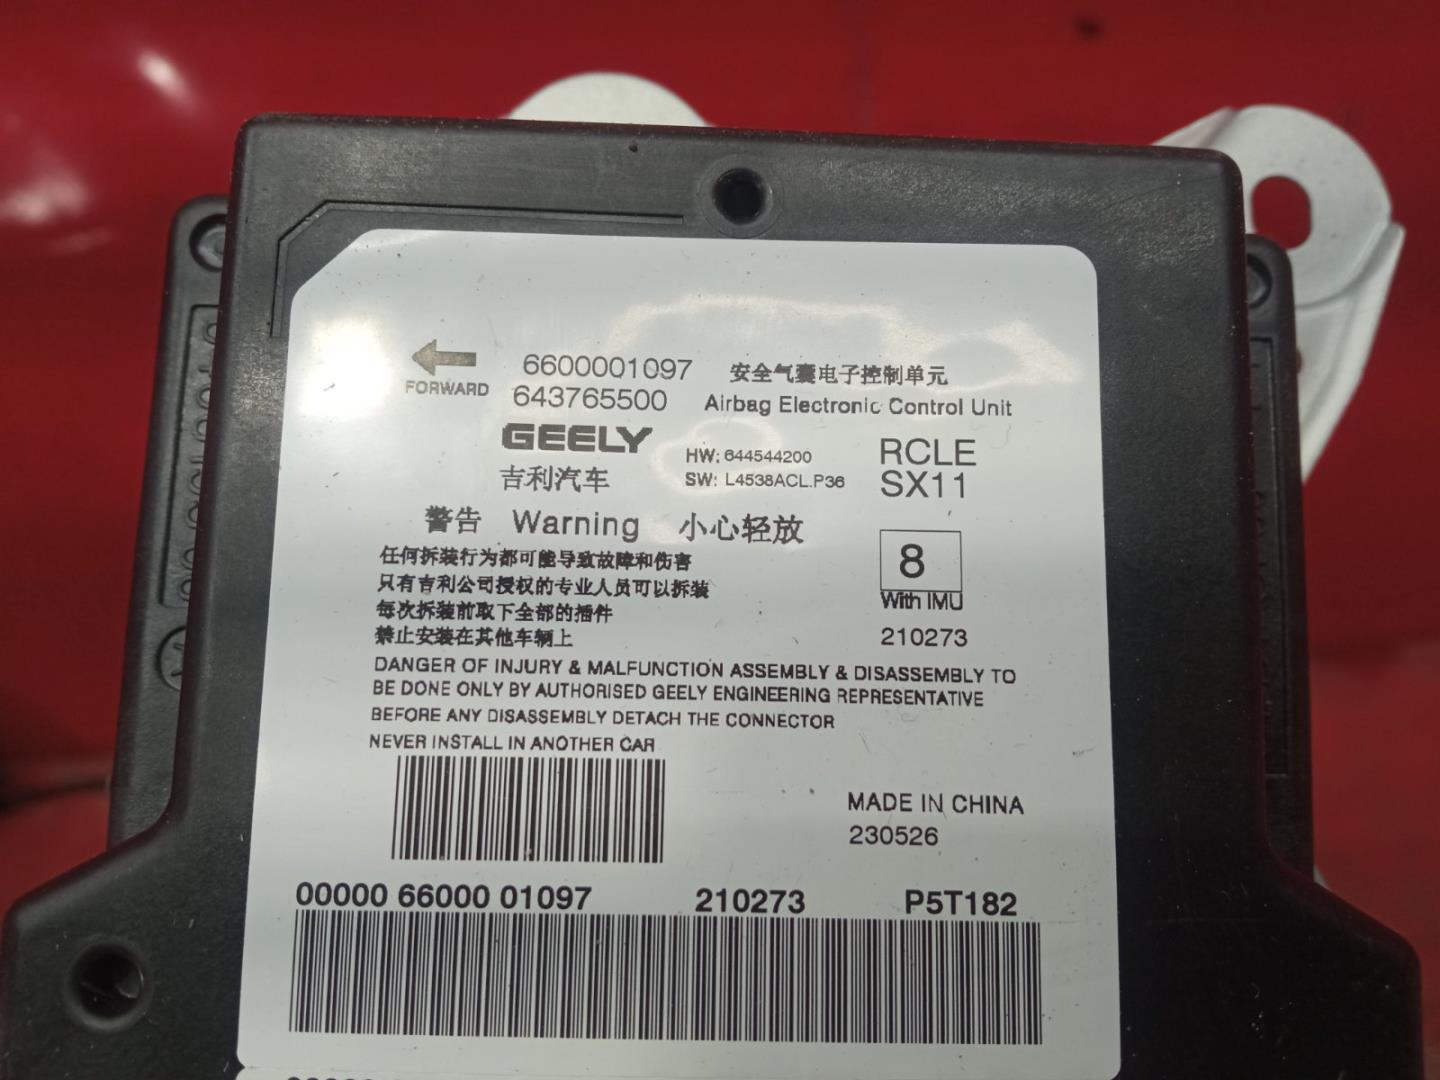 6600001097 安全气囊电子控制单元
FORWARD 643765500 Airbag Electronic Control Unit
GEELY HW: 644544200 RCLE
吉利汽车 SW: L4538ACL.P36 SX11
警告 Warning 小心轻放
任何拆装行为都可能导致故障和伤害
只有吉利公司授权的专业人员可以拆装
每次拆装前取下全部的插件
禁止安装在其他车辆上
8
With IMU
210273
DANGER OF INJURY & MALFUNCTION ASSEMBLY & DISASSEMBLY TO
BE DONE ONLY BY AUTHORISED GEELY ENGINEERING REPRESENTATIVE
BEFORE ANY DISASSEMBLY DETACH THE CONNECTOR
NEVER INSTALL IN ANOTHER CAR
MADE IN CHINA
230526
00000 66000 01097 210273 P5T182